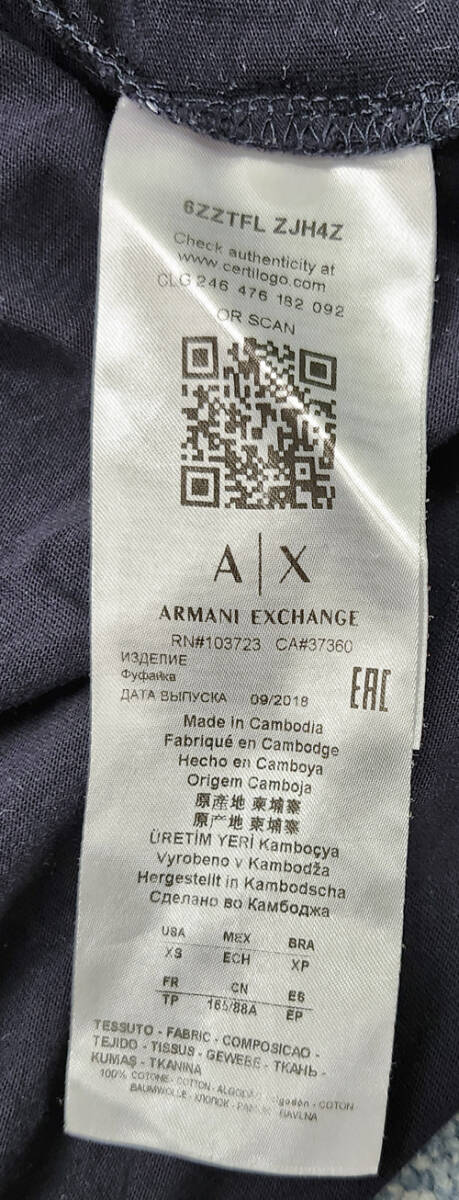 6ZZTFL ZJH4Z
Check authenticity at
www.certilogo.com
CLG 246 476 182 092
OR SCAN
A|X
ARMANI EXCHANGE
RN#103723 CA#37360
ИЗДЕЛИЕ
Фуфайка
ДАТА ВЫПУСКА 09/2018
EAC
Made in Cambodia
Fabriqué en Cambodge
Hecho en Camboya
Origem Camboja
原産地 柬埔寨
原产地 柬埔寨
ÜRETİM YERİ Kamboçya
Vyrobeno v Kambodža
Hergestellt in Kambodscha
Сделано во Камбоджа
USA MEX BRA
XS ECH XP
FR CN ES
TP 165/88A EP
TESSUTO - FABRIC - COMPOSICAO -
TEJIDO - TISSUS - GEWEBE - ТКАНЬ -
KUMAŞ - TKANINA
100% COTONE - COTTON - COTON
BAUMWOLLE - ХЛОПОК - BAVLNA